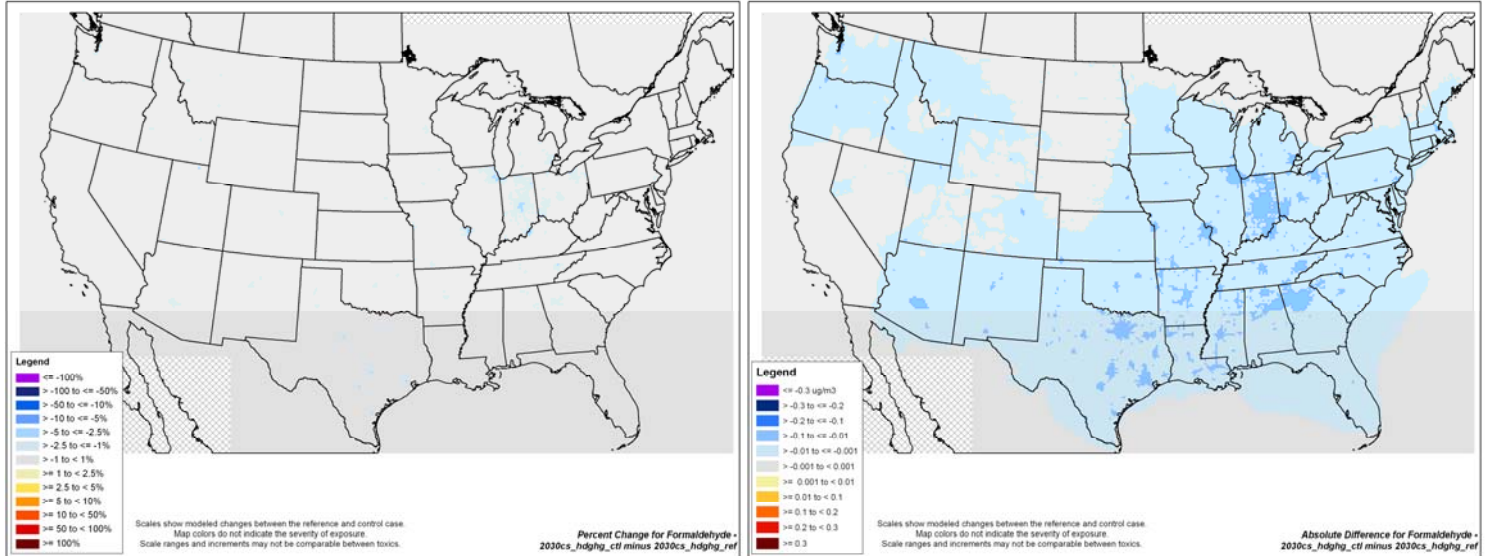 Legend
<= -100%
> -100 to <= -50%
> -50 to <= -10%
> -10 to <= -5%
> -5 to <= -2.5%
> -2.5 to <= -1%
> -1 to < 1%
>= 1 to < 2.5%
>= 2.5 to < 5%
>= 5 to < 10%
>= 10 to < 50%
>= 50 to < 100%
>= 100%
Scales show modeled changes between the reference and control case.
Map colors do not indicate the severity of exposure.
Scale ranges and increments may not be comparable between toxics.
Percent Change for Formaldehyde -
2030cs_hdghg_ctl minus 2030cs_hdghg_ref
Legend
<= -0.3 ug/m3
> -0.3 to <= -0.2
> -0.2 to <= -0.1
> -0.1 to <= -0.01
> -0.01 to <= -0.001
> -0.001 to < 0.001
>= 0.001 to < 0.01
>= 0.01 to < 0.1
>= 0.1 to < 0.2
>= 0.2 to < 0.3
>= 0.3
Scales show modeled changes between the reference and control case.
Map colors do not indicate the severity of exposure.
Scale ranges and increments may not be comparable between toxics.
Absolute Difference for Formaldehyde -
2030cs_hdghg_ctl minus 2030cs_hdghg_ref